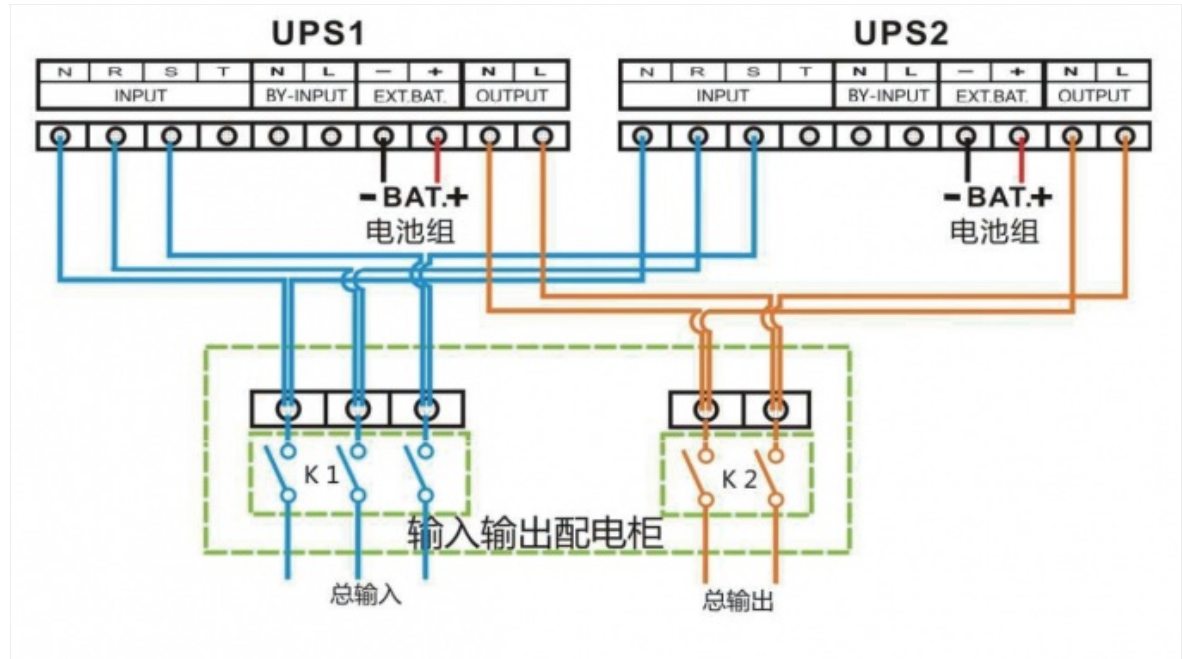 UPS1 UPS2
N R S T N L − + N L N R S T N L − + N L
INPUT BY-INPUT EXT.BAT. OUTPUT INPUT BY-INPUT EXT.BAT. OUTPUT
-BAT.+ -BAT.+
电池组 电池组
K 1 K 2
输入输出配电柜
总输入 总输出